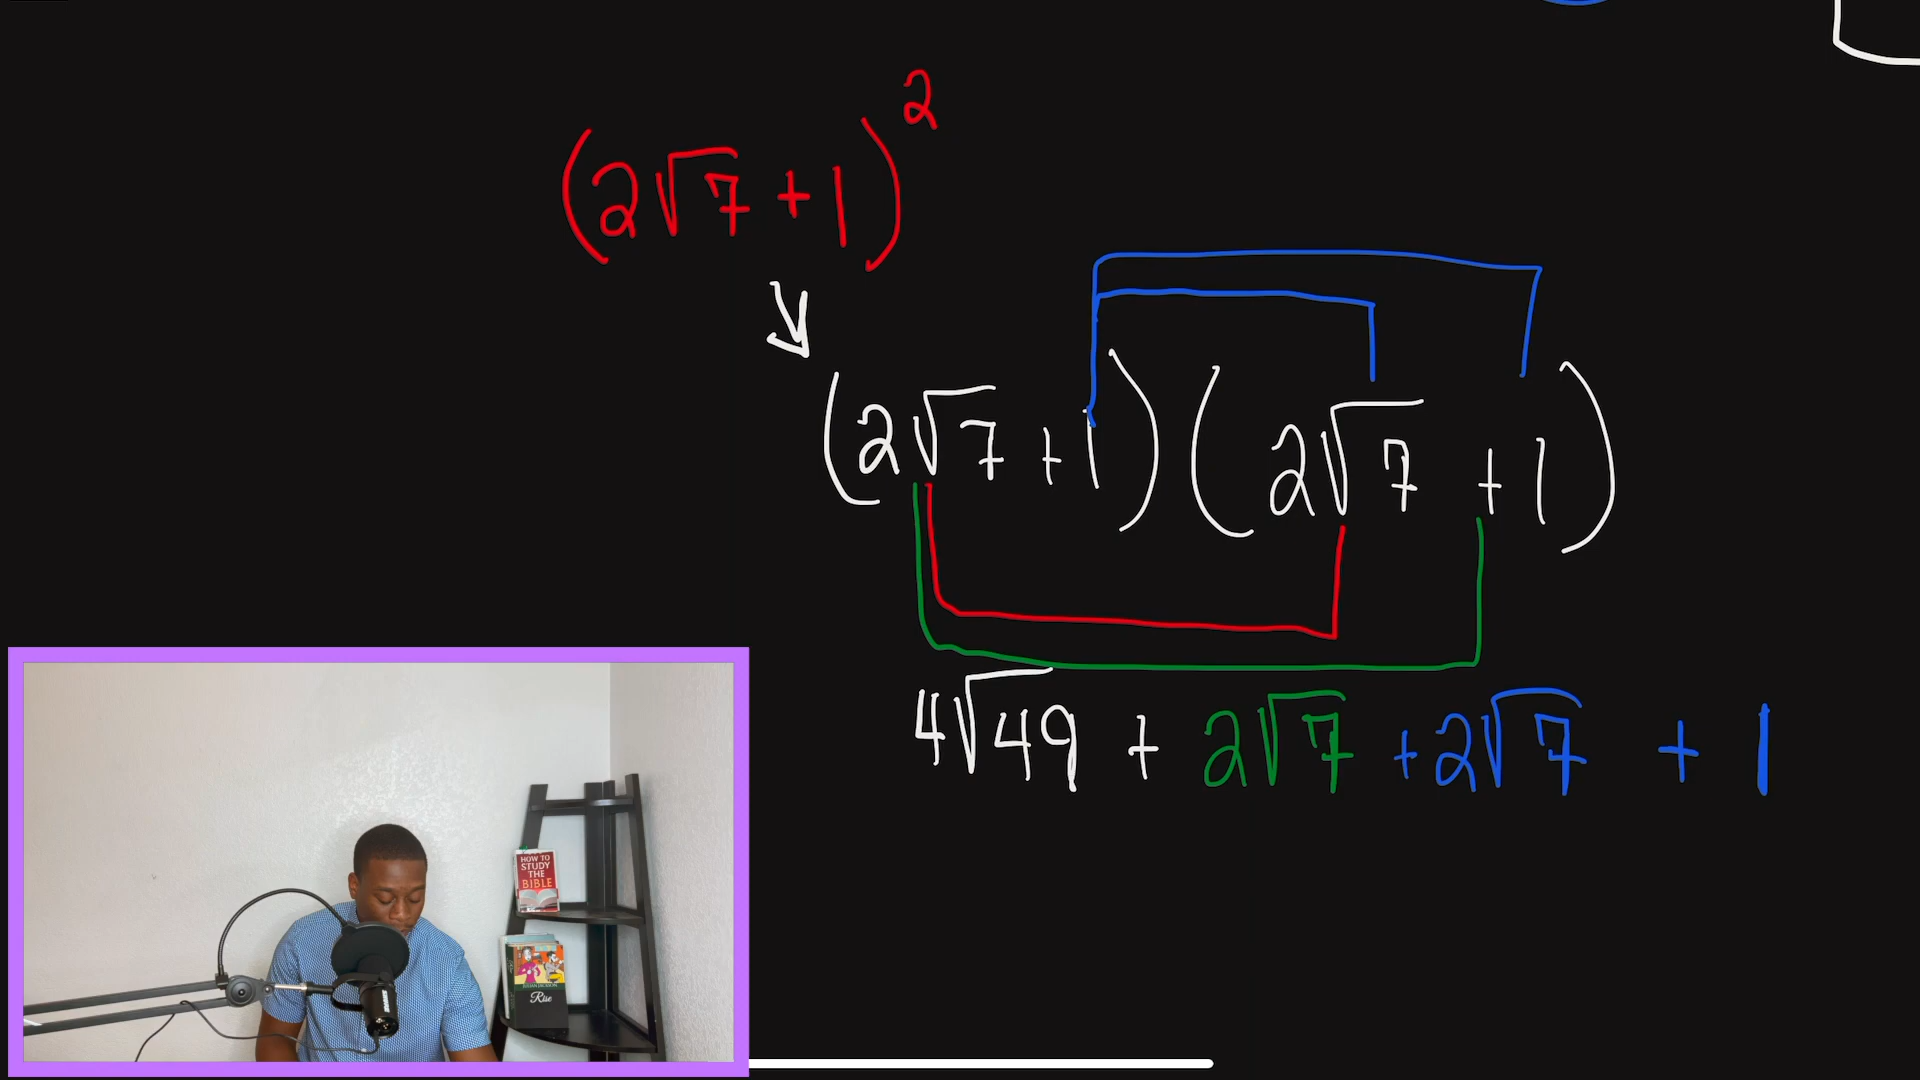 (2√7 + 1)²
(2√7 + 1) (2√7 + 1)
4√49 + 2√7 + 2√7 + 1
HOW TO
STUDY
THE
BIBLE
Rise